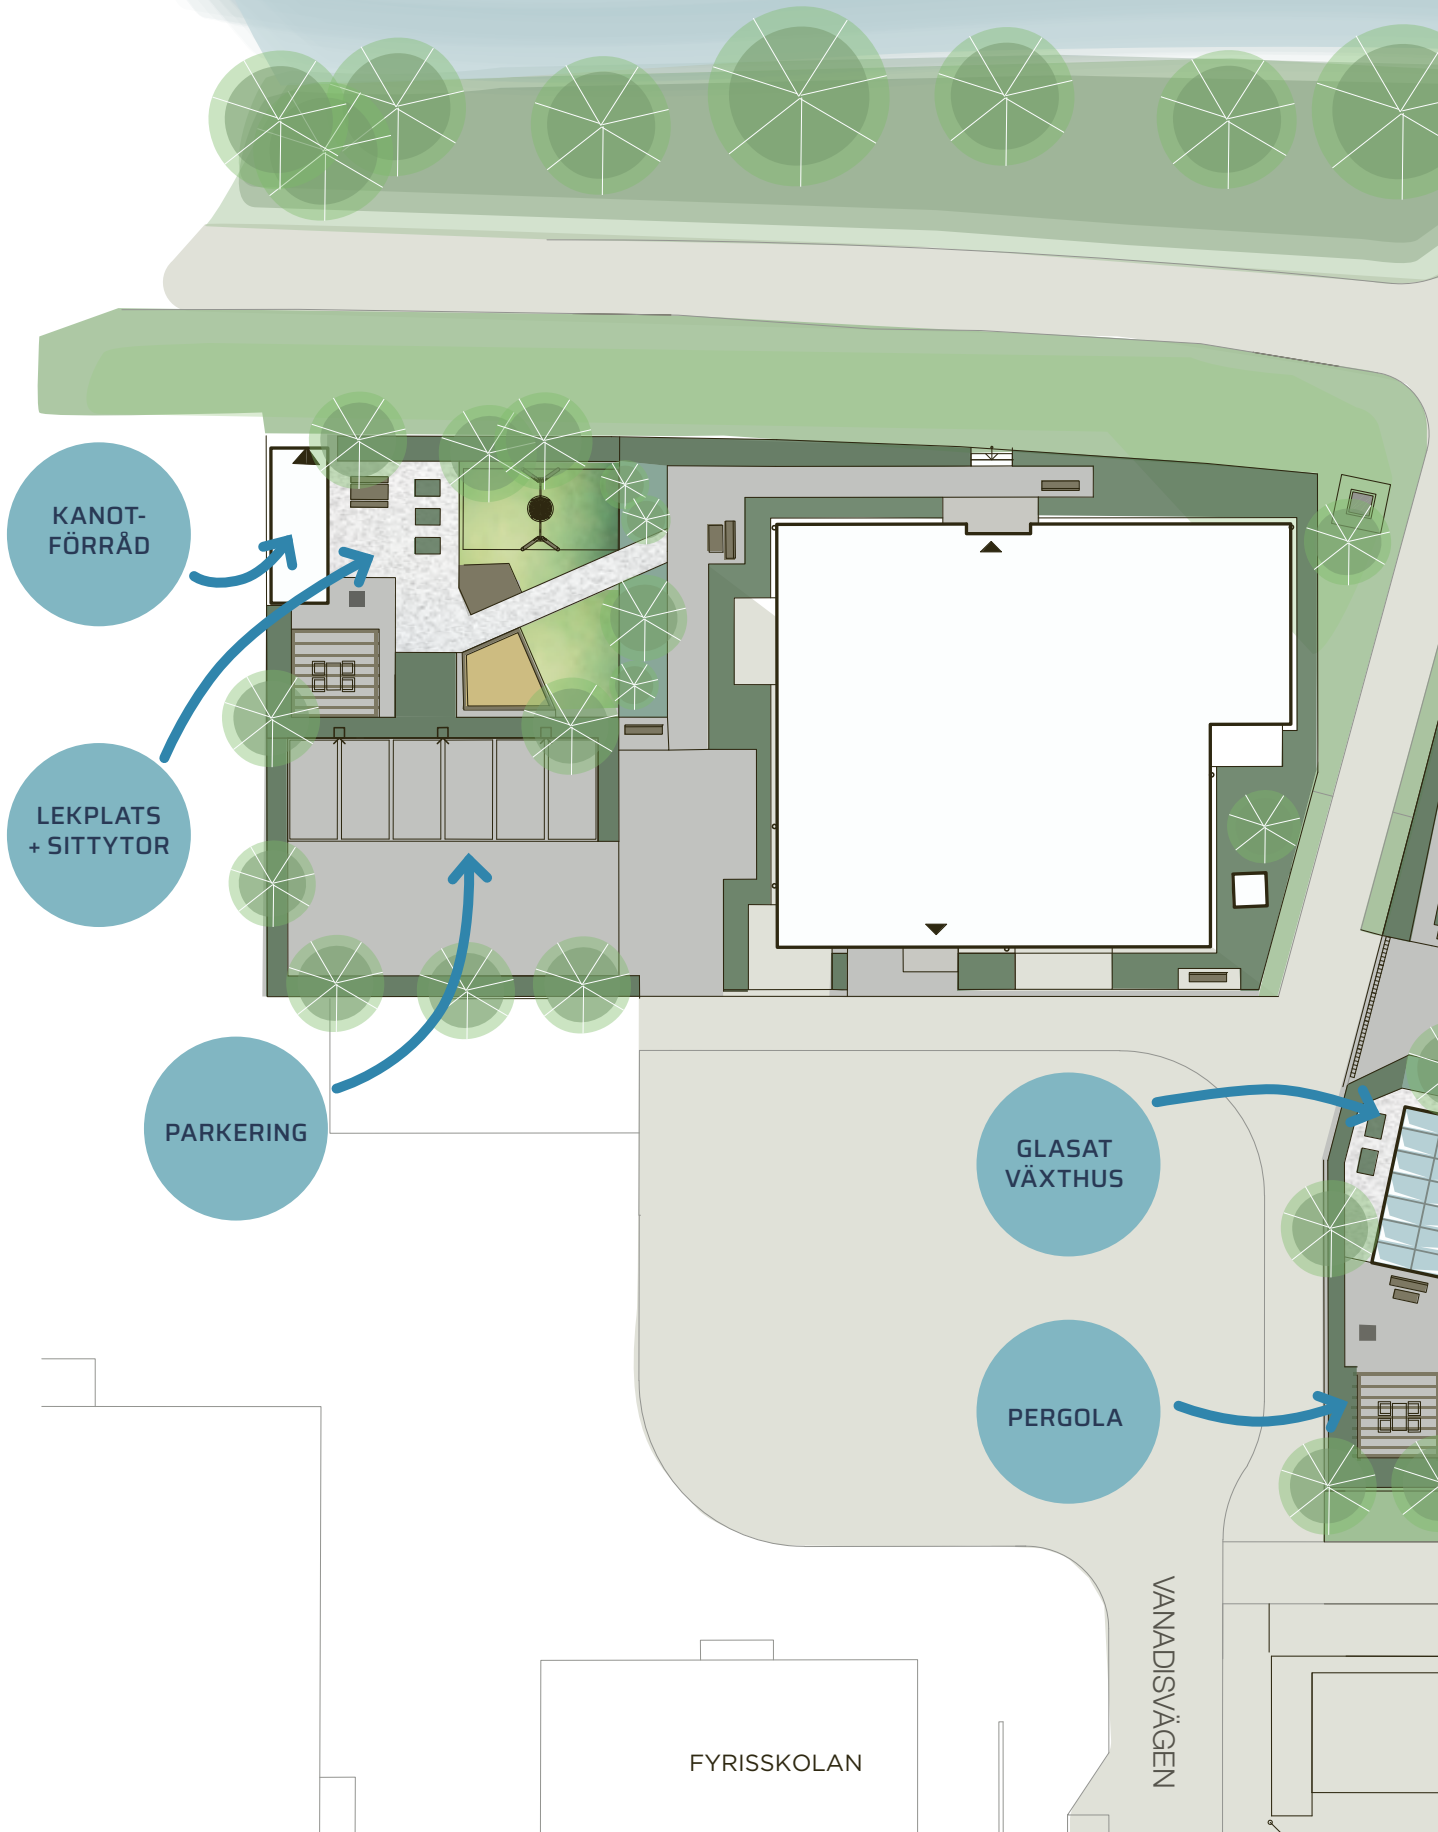 KANOT-
FÖRRÅD
LEKPLATS
+ SITTYTOR
PARKERING
GLASAT
VÄXTHUS
PERGOLA
VANADISVÄGEN
FYRISSKOLAN